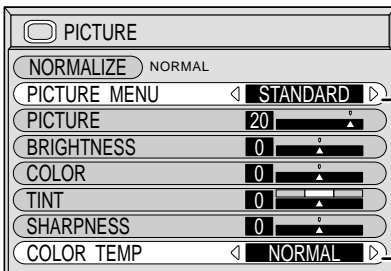 PICTURE
NORMALIZE NORMAL
PICTURE MENU STANDARD
PICTURE 20
BRIGHTNESS 0
COLOR 0
TINT 0
SHARPNESS 0
COLOR TEMP NORMAL